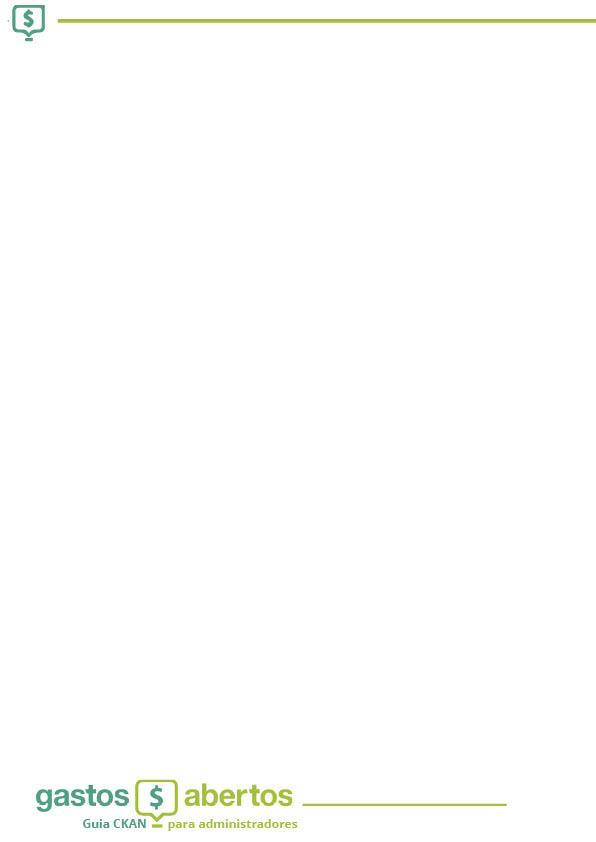 $
gastos $ abertos
Guia CKAN para administradores